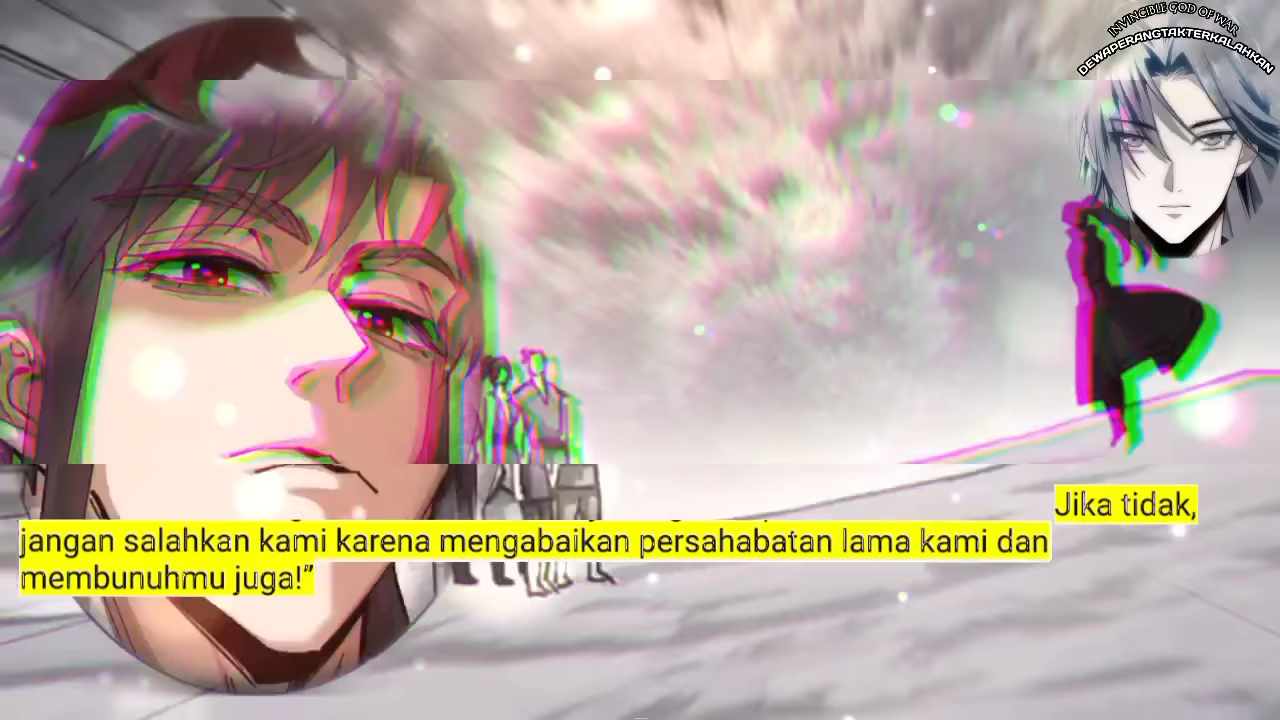 INVINCIBLE GOD OF WAR
DEWAPERANGTAKTERKALAHKAN
Jika tidak,
jangan salahkan kami karena mengabaikan persahabatan lama kami dan
membunuhmu juga!”